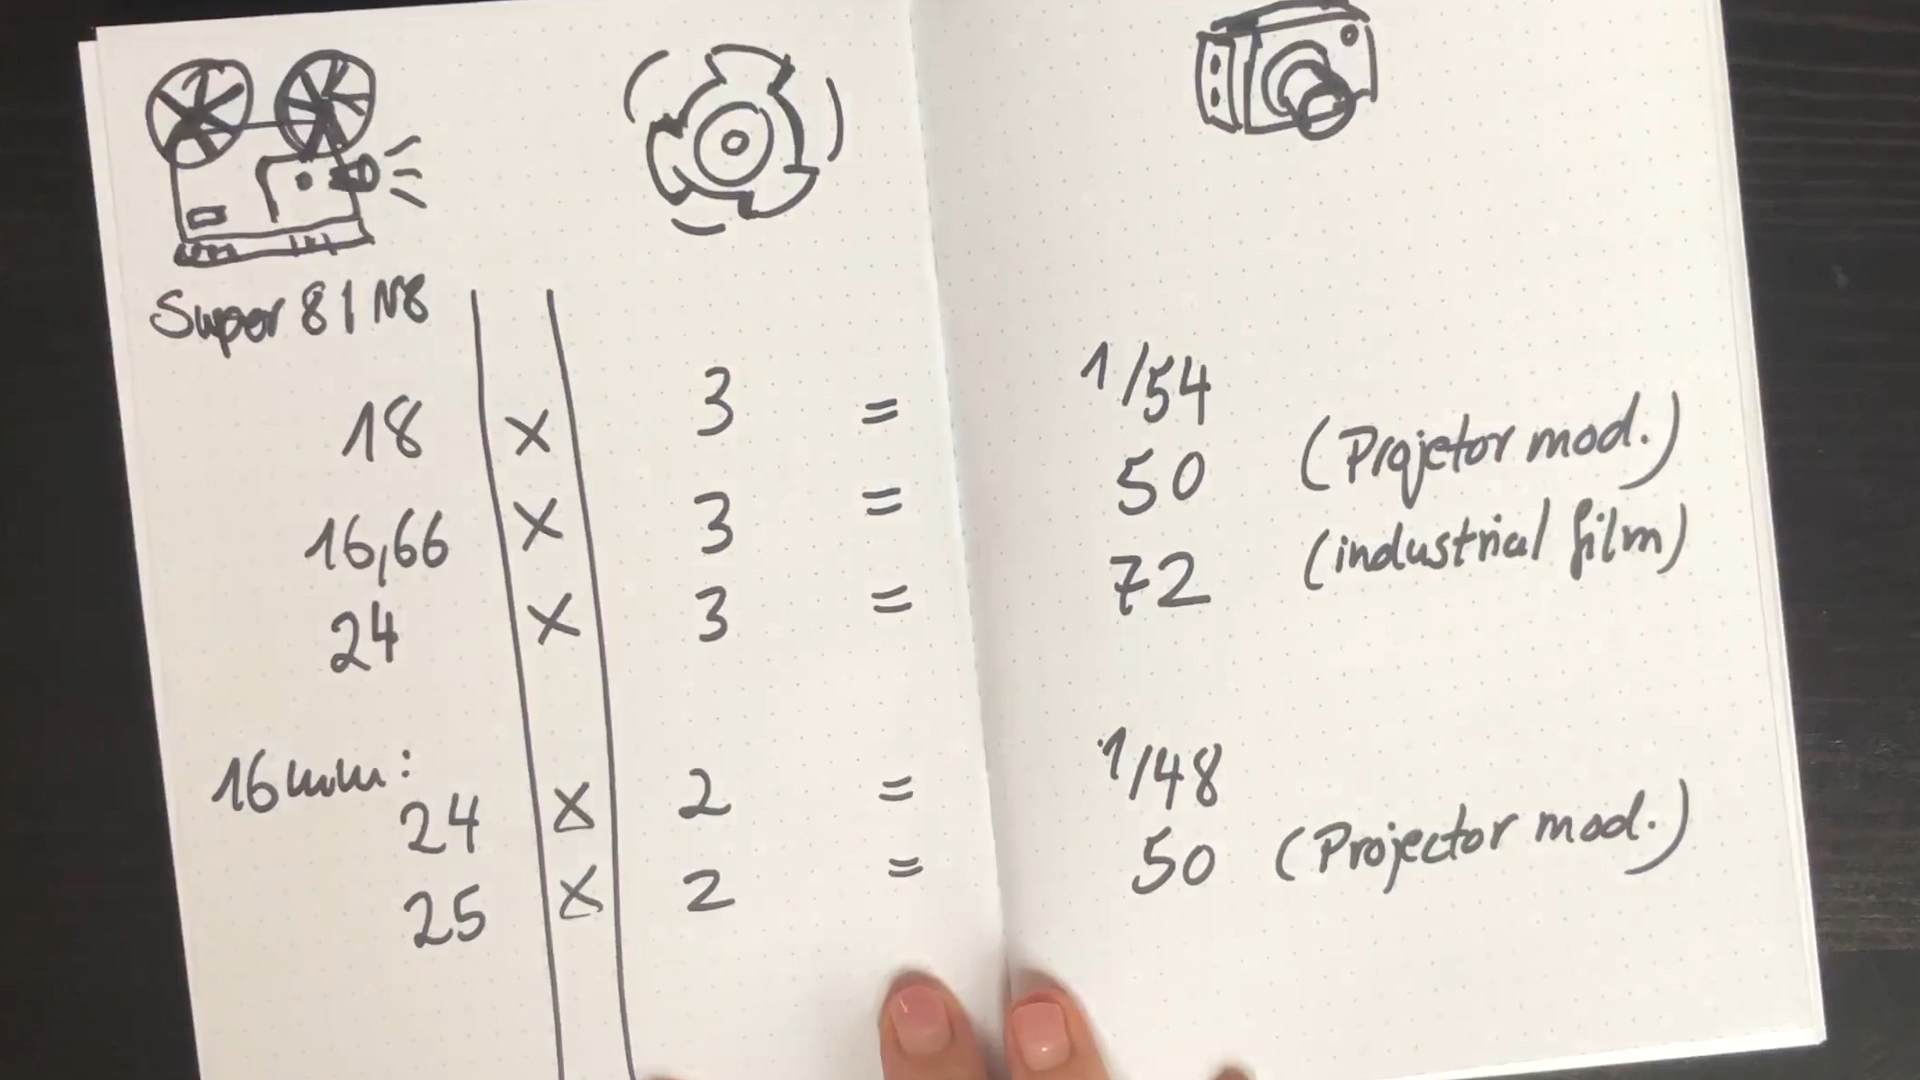 Super 8 | N8
18 x 3 = 1/54
16,66 x 3 = 50 (Projetor mod.)
24 x 3 = 72 (industrial film)
16mm:
24 x 2 = 1/48
25 x 2 = 50 (Projector mod.)